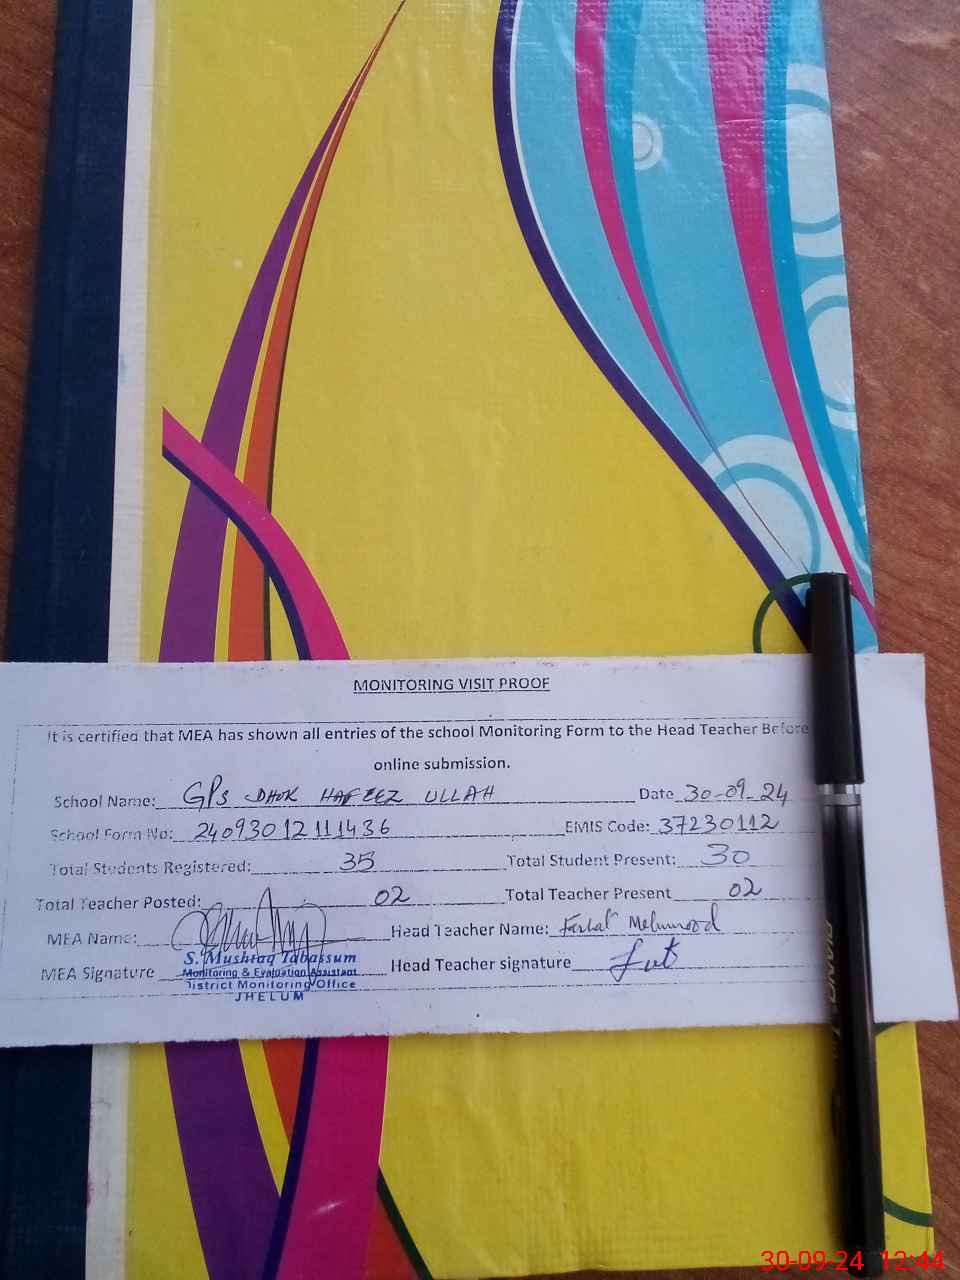 MONITORING VISIT PROOF
It is certified that MEA has shown all entries of the school Monitoring Form to the Head Teacher Before
online submission.
School Name: GPS DHOK HAFEEZ ULLAH Date 30-09-24
School Form No: 24093012111436 EMIS Code: 37230112
Total Students Registered: 35 Total Student Present: 30
Total Teacher Posted: 02 Total Teacher Present 02
MEA Name: Head Teacher Name: Farhat Mehmood
MEA Signature Head Teacher signature
S. Mushtaq Tabassum
Monitoring & Evaluation Assistant
District Monitoring Office
JHELUM
30-09-24 12:44